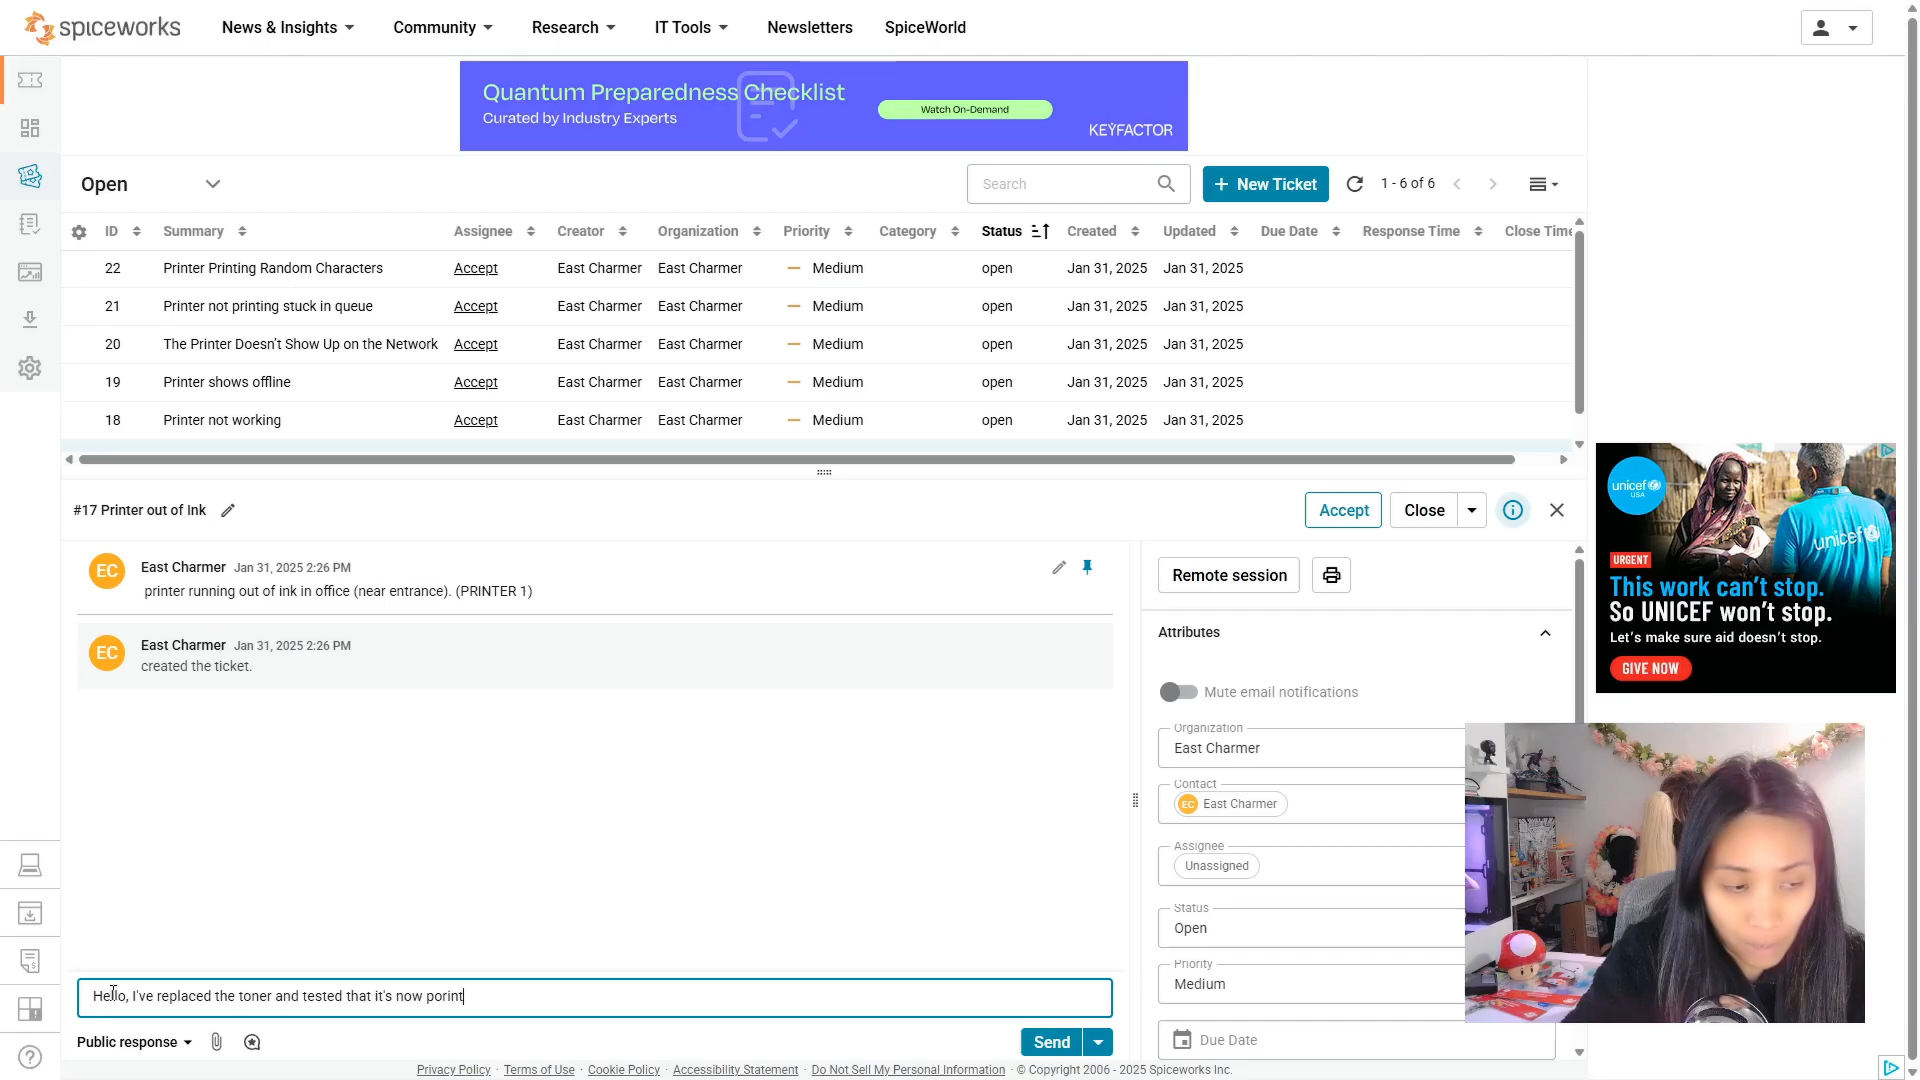 spiceworks
News & Insights
Community
Research
IT Tools
Newsletters
SpiceWorld
Quantum Preparedness Checklist
Curated by Industry Experts
Watch On-Demand
KEYFACTOR
Open
Search
+ New Ticket
1 - 6 of 6
ID Summary Assignee Creator Organization Priority Category Status Created Updated Due Date Response Time Close Time
22 Printer Printing Random Characters Accept East Charmer East Charmer Medium open Jan 31, 2025 Jan 31, 2025
21 Printer not printing stuck in queue Accept East Charmer East Charmer Medium open Jan 31, 2025 Jan 31, 2025
20 The Printer Doesn’t Show Up on the Network Accept East Charmer East Charmer Medium open Jan 31, 2025 Jan 31, 2025
19 Printer shows offline Accept East Charmer East Charmer Medium open Jan 31, 2025 Jan 31, 2025
18 Printer not working Accept East Charmer East Charmer Medium open Jan 31, 2025 Jan 31, 2025
#17 Printer out of Ink
Accept
Close
EC East Charmer Jan 31, 2025 2:26 PM
printer running out of ink in office (near entrance). (PRINTER 1)
EC East Charmer Jan 31, 2025 2:26 PM
created the ticket.
Remote session
Attributes
Mute email notifications
Organization
East Charmer
Contact
EC East Charmer
Assignee
Unassigned
Status
Open
Priority
Medium
Due Date
Hello, I've replaced the toner and tested that it's now porint
Public response
Send
unicef
USA
unicef
URGENT
This work can’t stop.
So UNICEF won’t stop.
Let’s make sure aid doesn’t stop.
GIVE NOW
Privacy Policy · Terms of Use · Cookie Policy · Accessibility Statement · Do Not Sell My Personal Information · © Copyright 2006 - 2025 Spiceworks Inc.